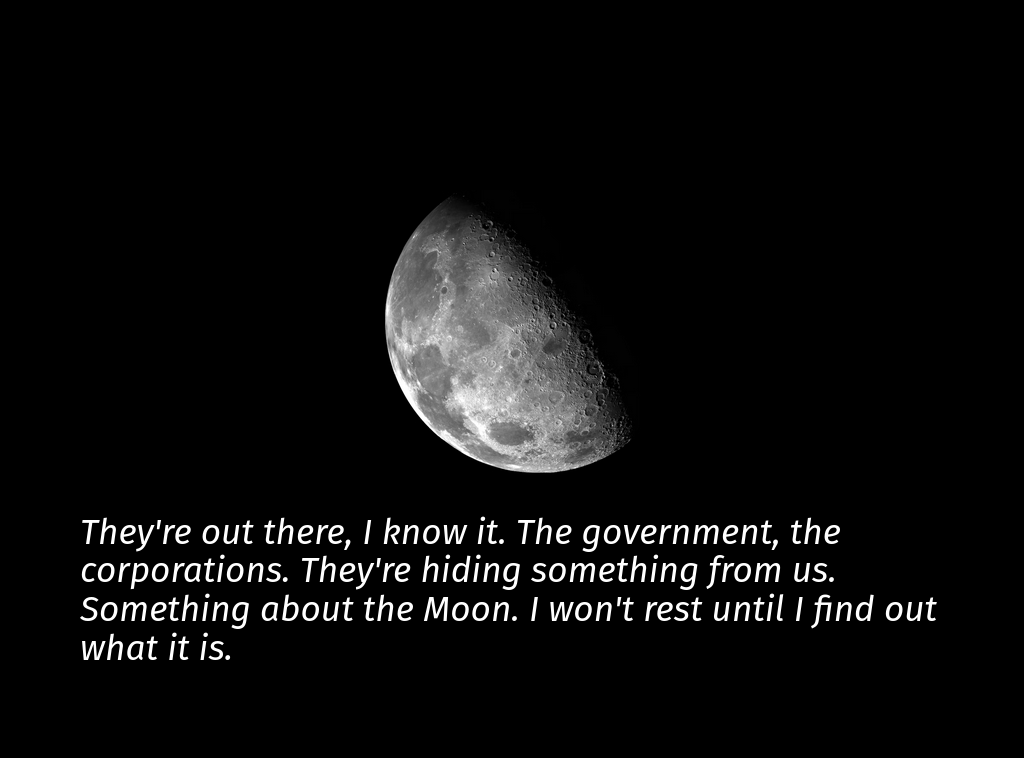 They're out there, I know it. The government, the
corporations. They're hiding something from us.
Something about the Moon. I won't rest until I find out
what it is.